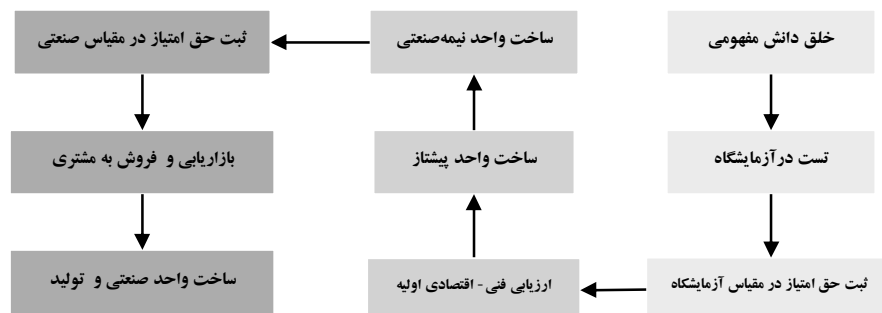 خلق دانش مفهومی
تست درآزمایشگاه
ثبت حق امتیاز در مقیاس آزمایشکاه
ارزیابی فنی - اقتصادی اولیه
ساخت واحد پیشتاز
ساخت واحد نیمه‌صنعتی
ثبت حق امتیاز در مقیاس صنعتی
بازاریابی و فروش به مشتری
ساخت واحد صنعتی و تولید